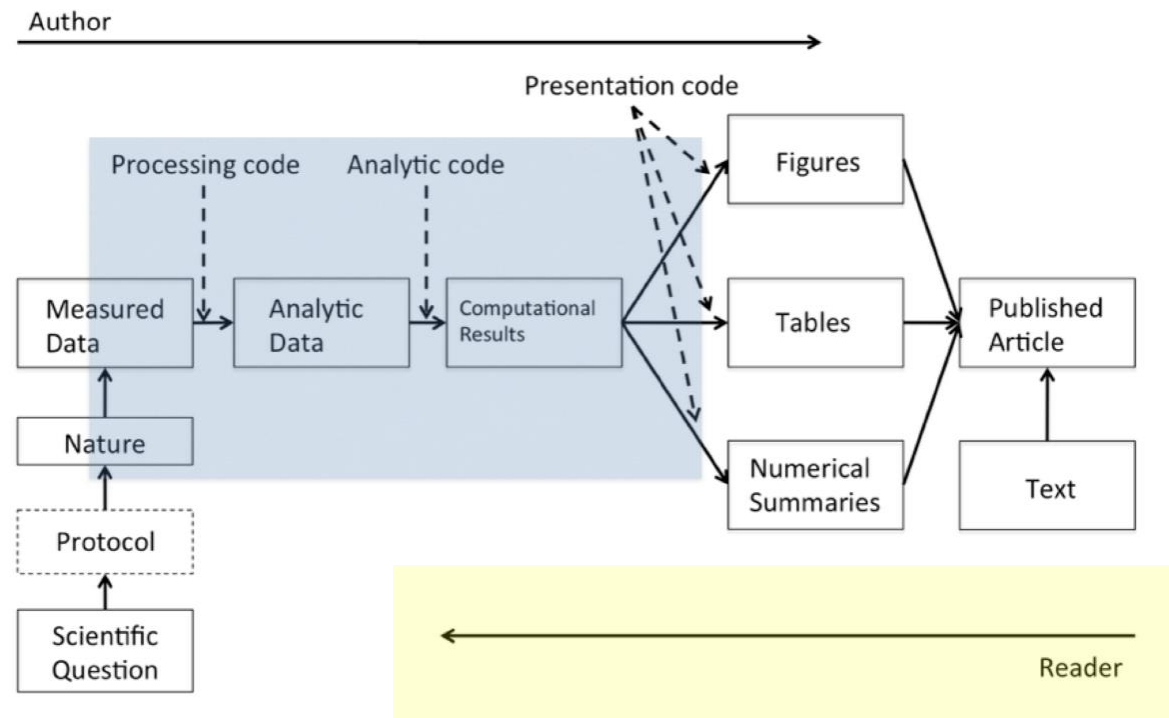 Author
Presentation code
Processing code
Analytic code
Figures
Measured
Data
Analytic
Data
Computational
Results
Tables
Published
Article
Nature
Numerical
Summaries
Text
Protocol
Scientific
Question
Reader